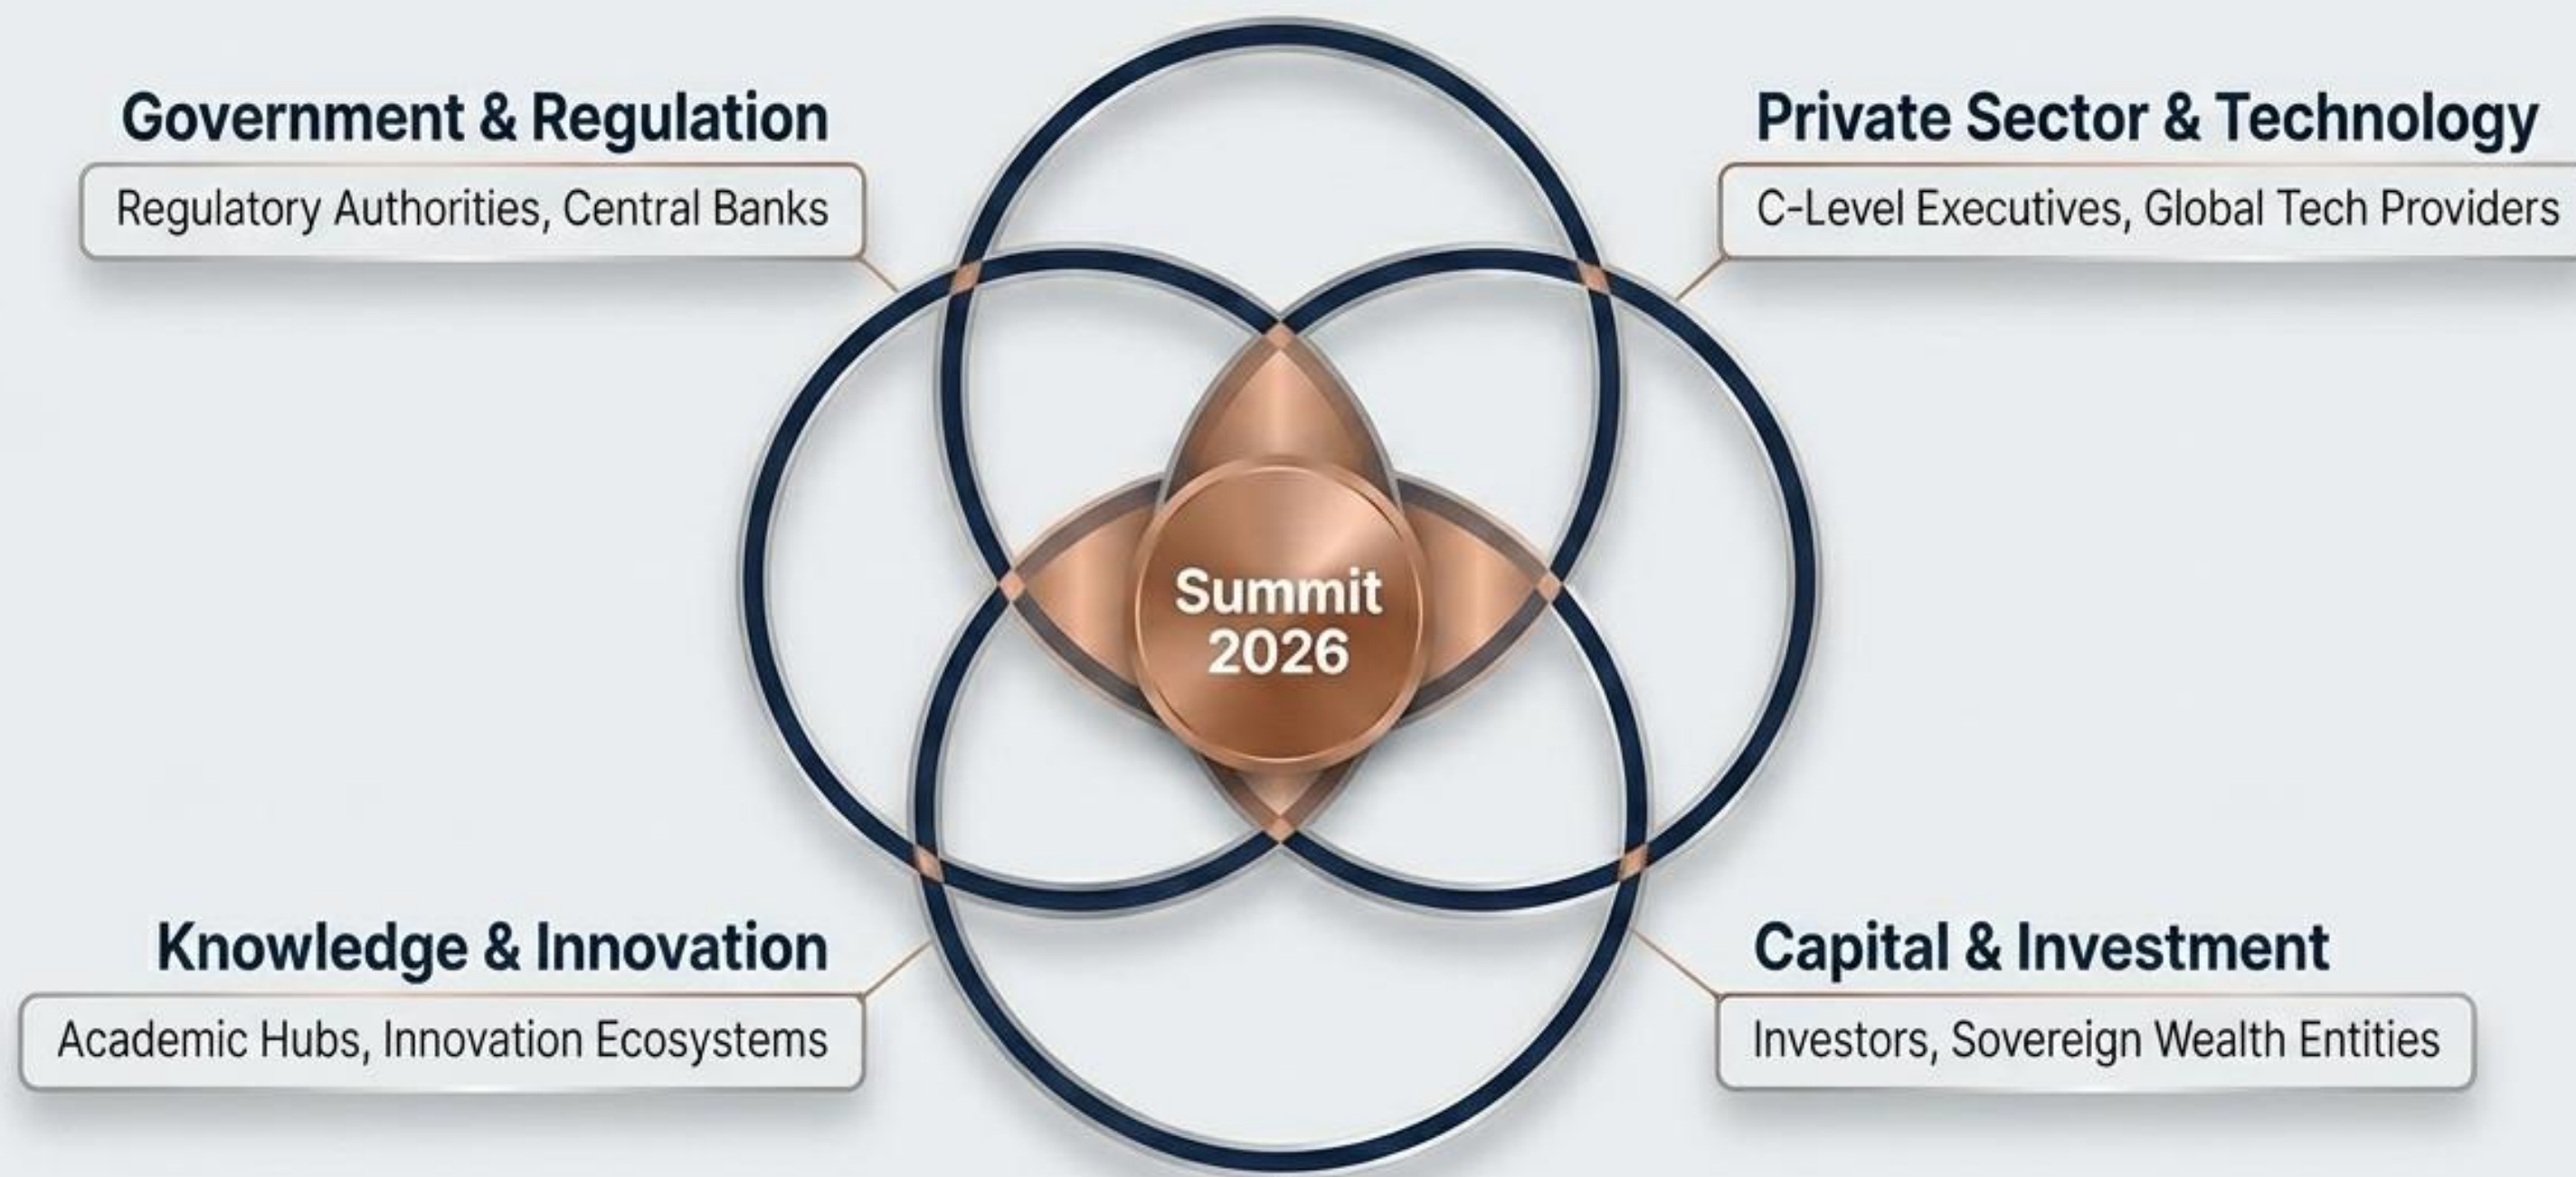 Government & Regulation
Regulatory Authorities, Central Banks
Private Sector & Technology
C-Level Executives, Global Tech Providers
Summit
2026
Knowledge & Innovation
Academic Hubs, Innovation Ecosystems
Capital & Investment
Investors, Sovereign Wealth Entities